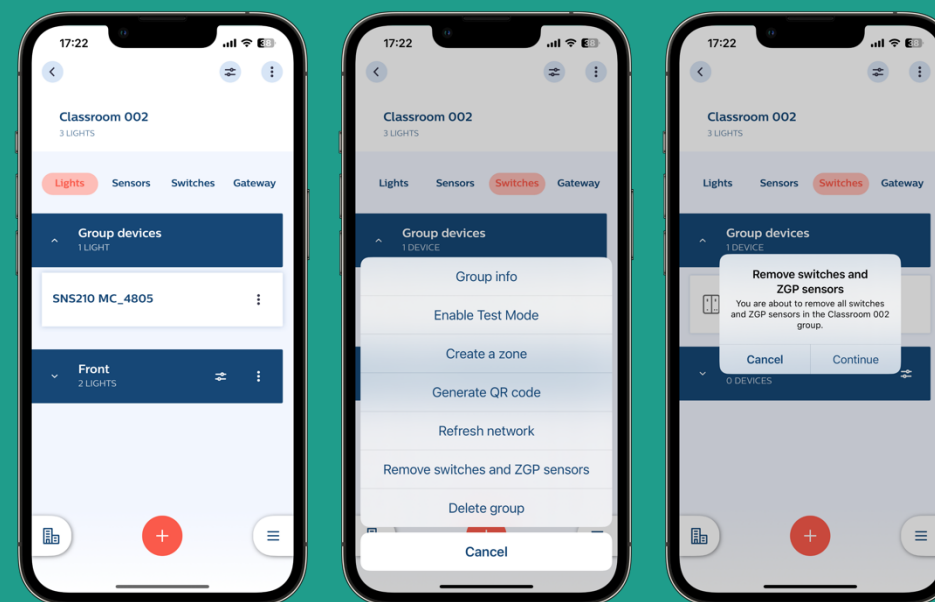 17:22
38
Classroom 002
3 LIGHTS
Lights Sensors Switches Gateway
Group devices
1 LIGHT
SNS210 MC_4805
Front
2 LIGHTS
17:22
38
Classroom 002
3 LIGHTS
Lights Sensors Switches Gateway
Group devices
1 DEVICE
Group info
Enable Test Mode
Create a zone
Generate QR code
Refresh network
Remove switches and ZGP sensors
Delete group
Cancel
17:22
38
Classroom 002
3 LIGHTS
Lights Sensors Switches Gateway
Group devices
1 DEVICE
Remove switches and
ZGP sensors
You are about to remove all switches
and ZGP sensors in the Classroom 002
group.
Cancel Continue
0 DEVICES